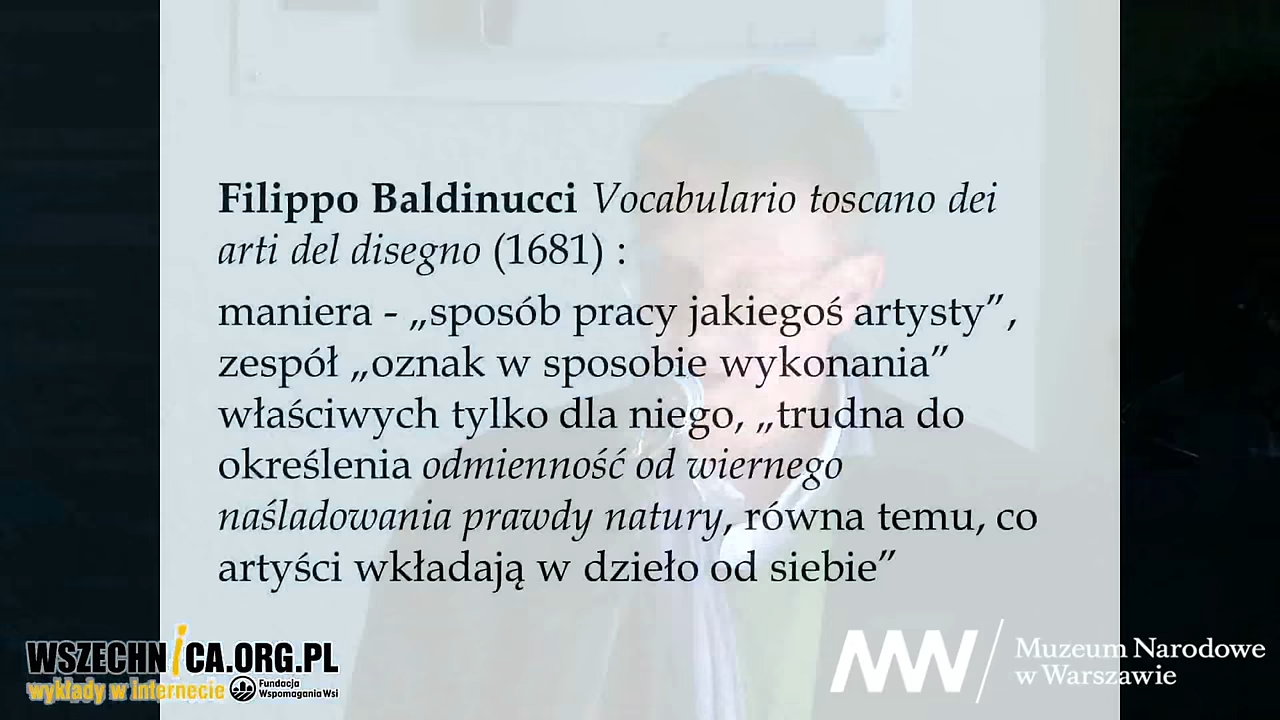 Filippo Baldinucci Vocabulario toscano dei
arti del disegno (1681) :
maniera - „sposób pracy jakiegoś artysty”,
zespół „oznak w sposobie wykonania”
właściwych tylko dla niego, „trudna do
określenia odmienność od wiernego
naśladowania prawdy natury, równa temu, co
artyści wkładają w dzieło od siebie”
WSZECHNiCA.ORG.PL
wykłady w internecie
Fundacja
Wspomagania Wsi
MNW
Muzeum Narodowe
w Warszawie